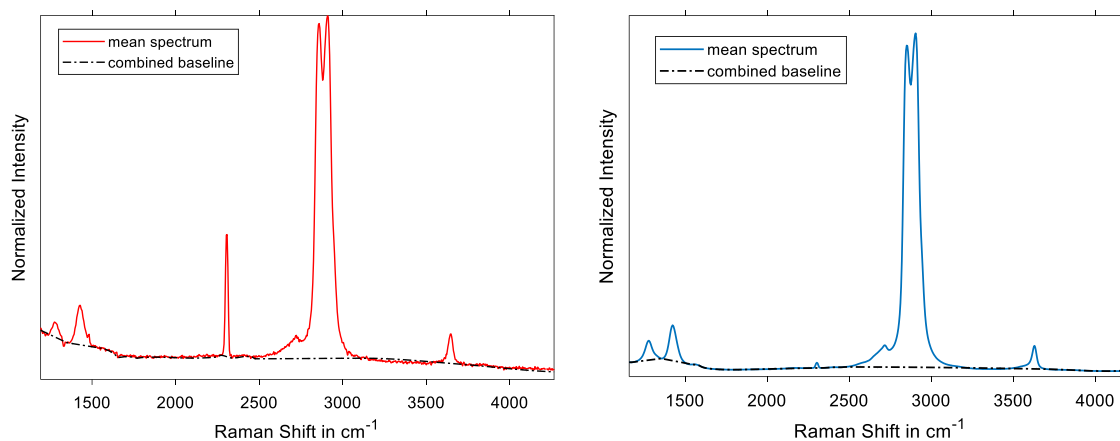 mean spectrum
combined baseline
Normalized Intensity
1500 2000 2500 3000 3500 4000
Raman Shift in cm-1
mean spectrum
combined baseline
Normalized Intensity
1500 2000 2500 3000 3500 4000
Raman Shift in cm-1